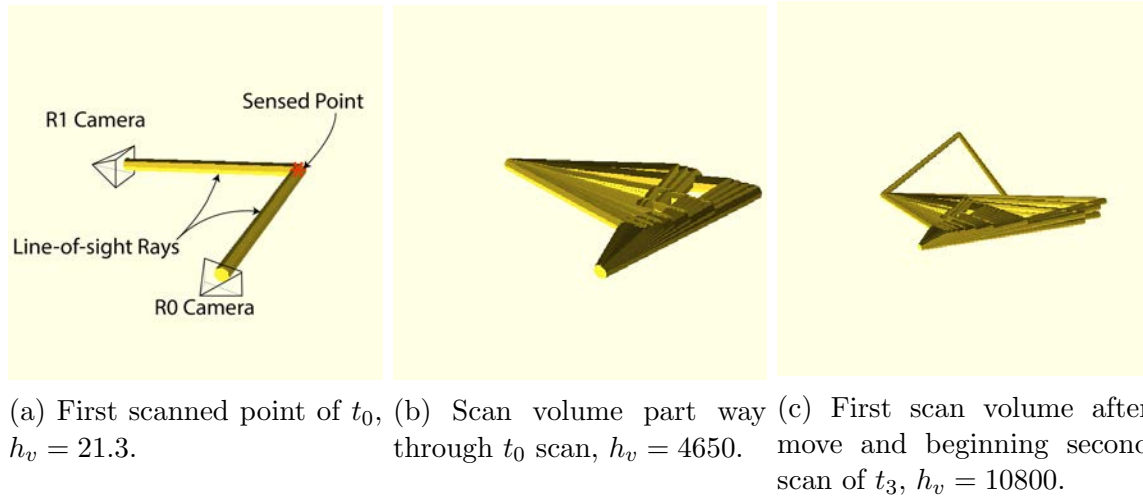 Sensed Point
R1 Camera
Line-of-sight Rays
R0 Camera
(a) First scanned point of t0,
hv = 21.3.
(b) Scan volume part way
through t0 scan, hv = 4650.
(c) First scan volume after
move and beginning second
scan of t3, hv = 10800.